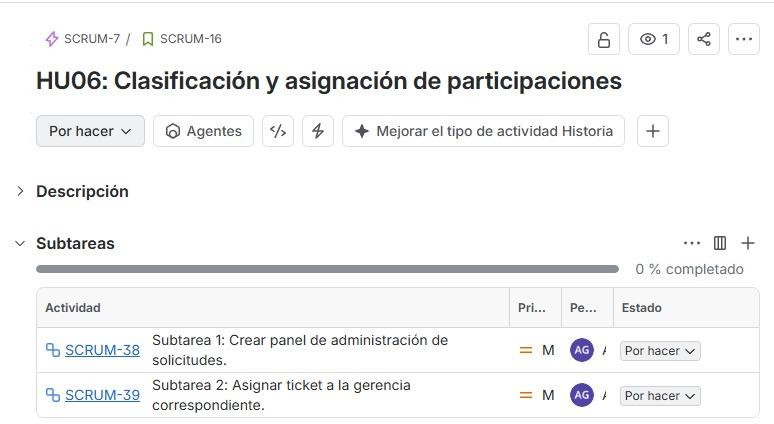 SCRUM-7 / SCRUM-16
1
HU06: Clasificación y asignación de participaciones
Por hacer Agentes </> Mejorar el tipo de actividad Historia
Descripción
Subtareas
0 % completado
Actividad Pri... Pe... Estado
SCRUM-38 Subtarea 1: Crear panel de administración de solicitudes. M AG Por hacer
SCRUM-39 Subtarea 2: Asignar ticket a la gerencia correspondiente. M AG Por hacer